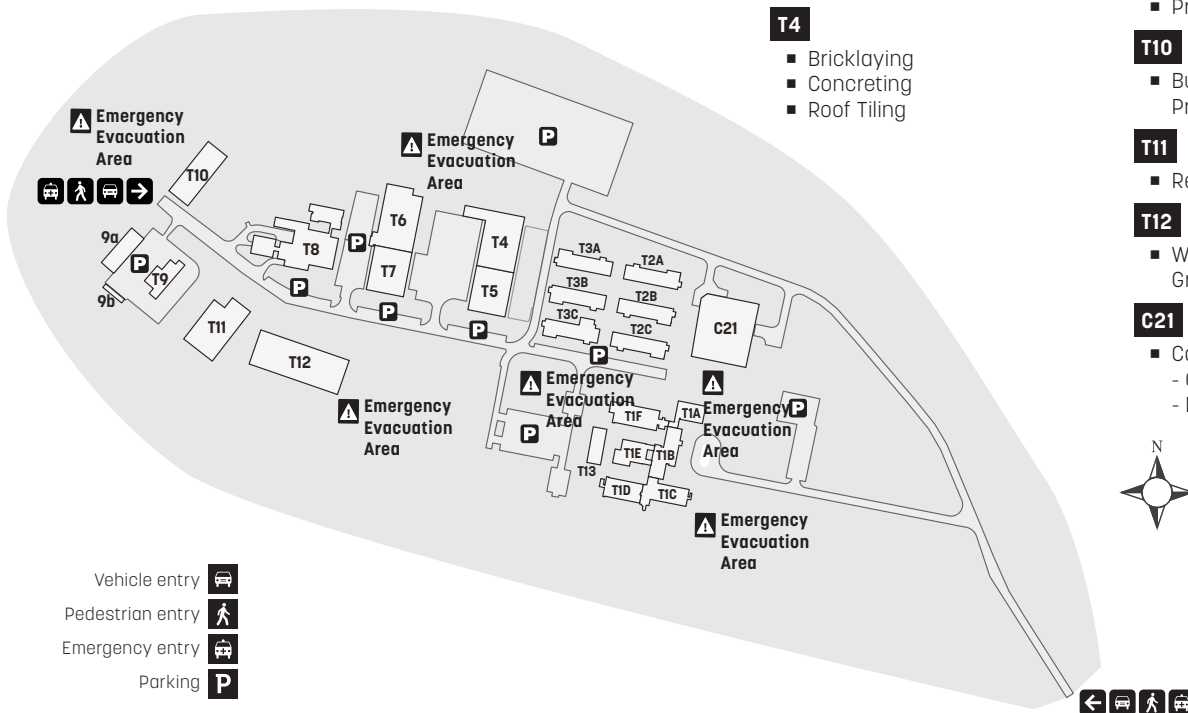 T4
Bricklaying
Concreting
Roof Tiling
T10
T11
T12
C21
Emergency
Evacuation
Area
Emergency
Evacuation
Area
P
T10
T6
T4
T8
P
T7
T5
9a
P
T9
9b
P
P
P
T11
T12
T3A
T2A
T3B
T2B
T3C
T2C
C21
P
Emergency
Evacuation
Area
Emergency
Evacuation
Area
Emergency
Evacuation
Area
P
P
T1F
T1A
T1E
T1B
T13
T1D
T1C
N
Emergency
Evacuation
Area
Vehicle entry
Pedestrian entry
Emergency entry
Parking P